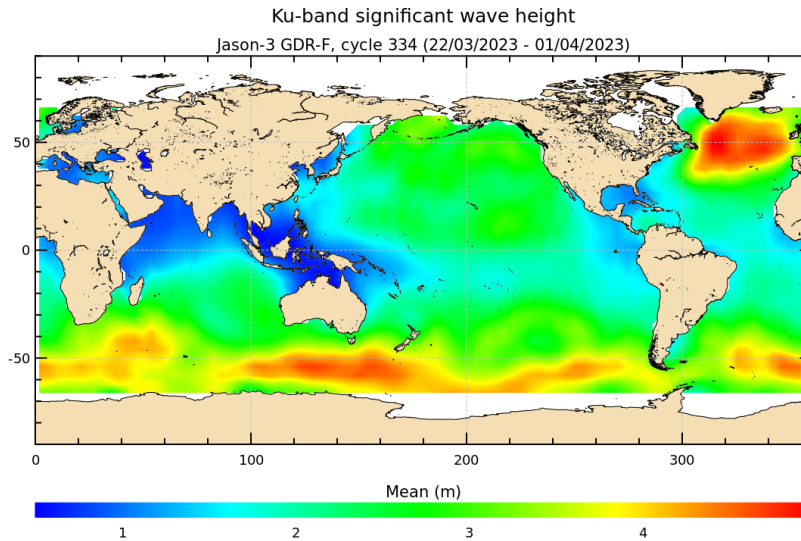 Ku-band significant wave height
Jason-3 GDR-F, cycle 334 (22/03/2023 - 01/04/2023)
50
0
-50
0 100 200 300
Mean (m)
1 2 3 4